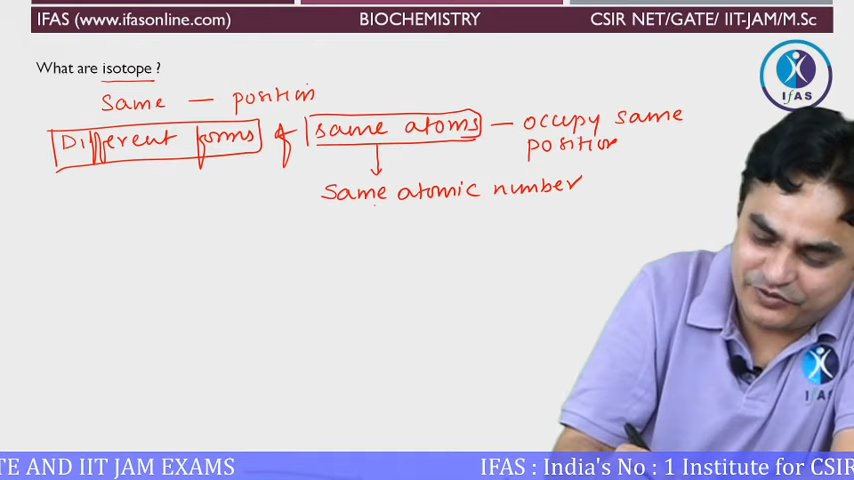 IFAS (www.ifasonline.com) BIOCHEMISTRY CSIR NET/GATE/ IIT-JAM/M.Sc
What are isotope ?
Same — position
Different forms of same atoms — occupy same
position
Same atomic number
IFAS
IFAS
TE AND IIT JAM EXAMS IFAS : India's No : 1 Institute for CSIR